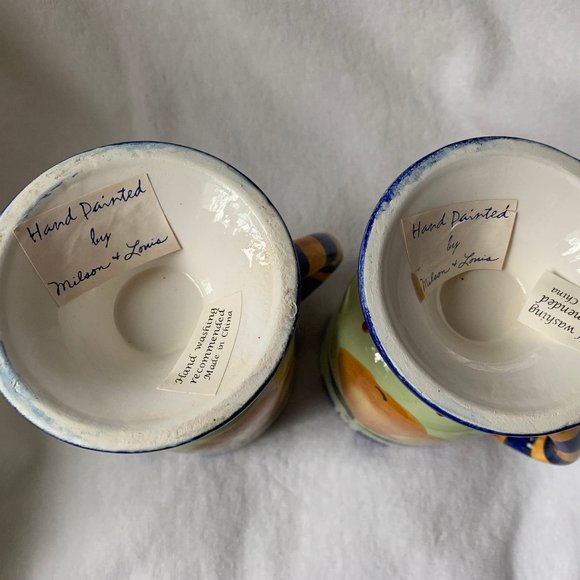 Hand Painted
by
Milson + Louis
Hand washing
recommended
Made in China
Hand Painted
by
Milson + Louis
washing
China